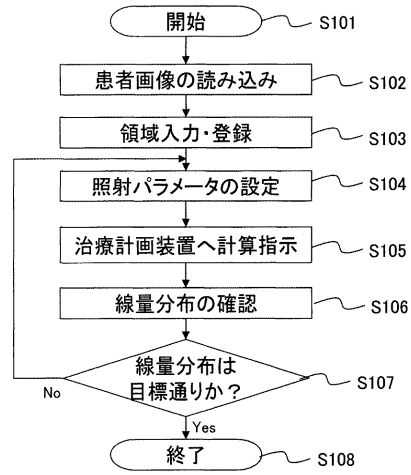 開始
S101
患者画像の読み込み
S102
領域入力・登録
S103
照射パラメータの設定
S104
治療計画装置へ計算指示
S105
線量分布の確認
S106
線量分布は
目標通りか?
S107
No
Yes
終了
S108